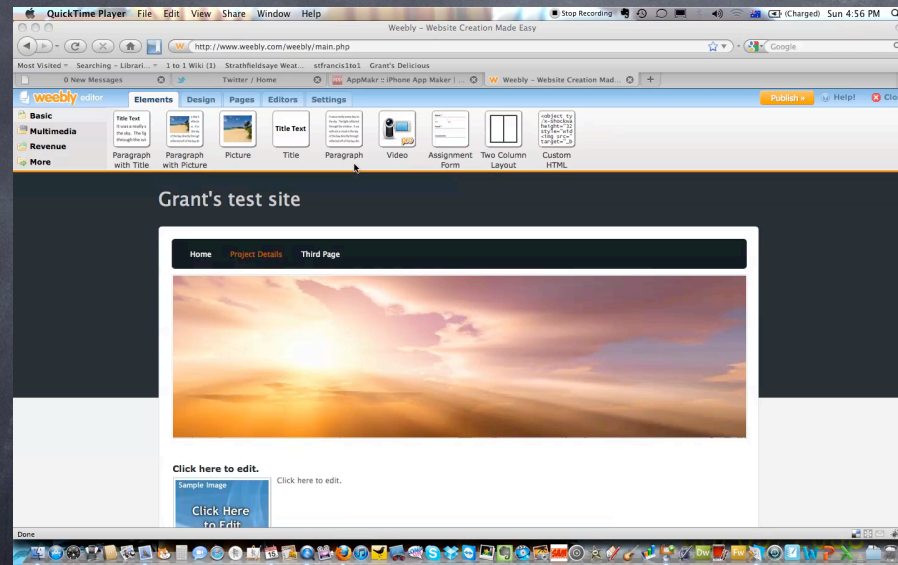 QuickTime Player File Edit View Share Window Help Stop Recording (Charged) Sun 4:56 PM
Weebly – Website Creation Made Easy
http://www.weebly.com/weebly/main.php Google
Most Visited Searching – Librari... 1 to 1 Wiki (1) Strathfieldsaye Weat... stfrancis1to1 Grant's Delicious
0 New Messages Twitter / Home AppMakr :: iPhone App Maker | ... Weebly – Website Creation Mad...
weebly editor Elements Design Pages Editors Settings Publish » Help! Clo
Basic
Multimedia
Revenue
More
Title Text
Title Text
Paragraph with Title
Paragraph with Picture
Picture
Title
Paragraph
Video
Assignment Form
Two Column Layout
Custom HTML
Grant's test site
Home Project Details Third Page
Click here to edit.
Sample Image
Click Here
to Edit
Click here to edit.
Done